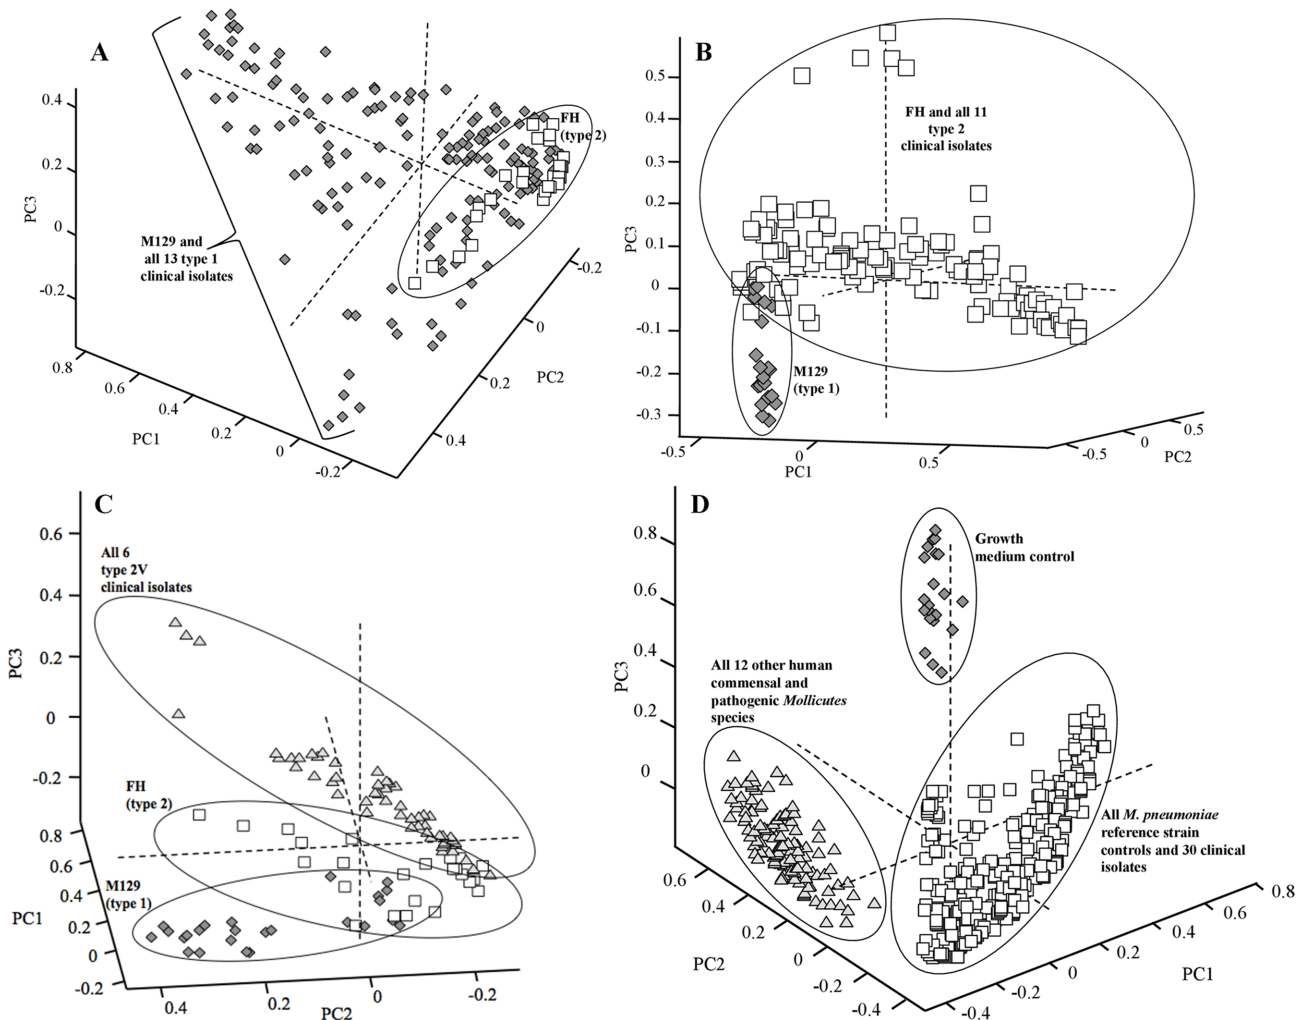 A
0.4
0.2
0
-0.2
PC3
0.8
0.6
0.4
0.2
0
-0.2
PC1
-0.2
0
0.2
0.4
PC2
FH
(type 2)
M129 and
all 13 type 1
clinical isolates
B
0.5
0.4
0.3
0.2
0.1
0
-0.1
-0.2
-0.3
PC3
-0.5
0
0.5
PC1
-0.5
0
0.5
PC2
FH and all 11
type 2
clinical isolates
M129
(type 1)
C
0.6
0.4
0.2
0
-0.2
PC3
0.8
0.6
0.4
0.2
0
-0.2
PC1
0.4
0.2
0
-0.2
PC2
All 6
type 2V
clinical isolates
FH
(type 2)
M129
(type 1)
D
0.8
0.6
0.4
0.2
0
PC3
0.6
0.4
0.2
0
-0.2
-0.4
PC2
-0.4
-0.2
0
0.2
0.4
0.6
0.8
PC1
Growth
medium control
All 12 other human
commensal and
pathogenic Mollicutes
species
All M. pneumoniae
reference strain
controls and 30 clinical
isolates